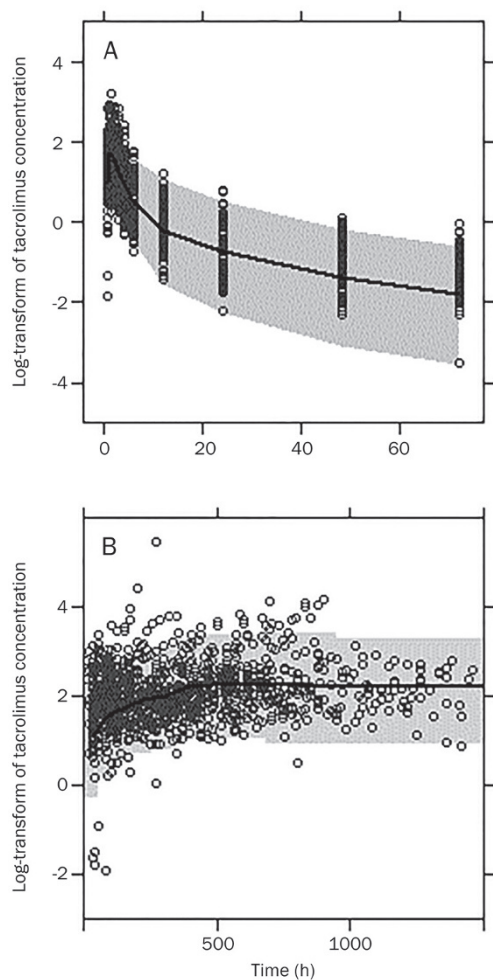 A
Log-transform of tacrolimus concentration
4
2
0
-2
-4
0 20 40 60
B
Log-transform of tacrolimus concentration
4
2
0
-2
500 1000
Time (h)